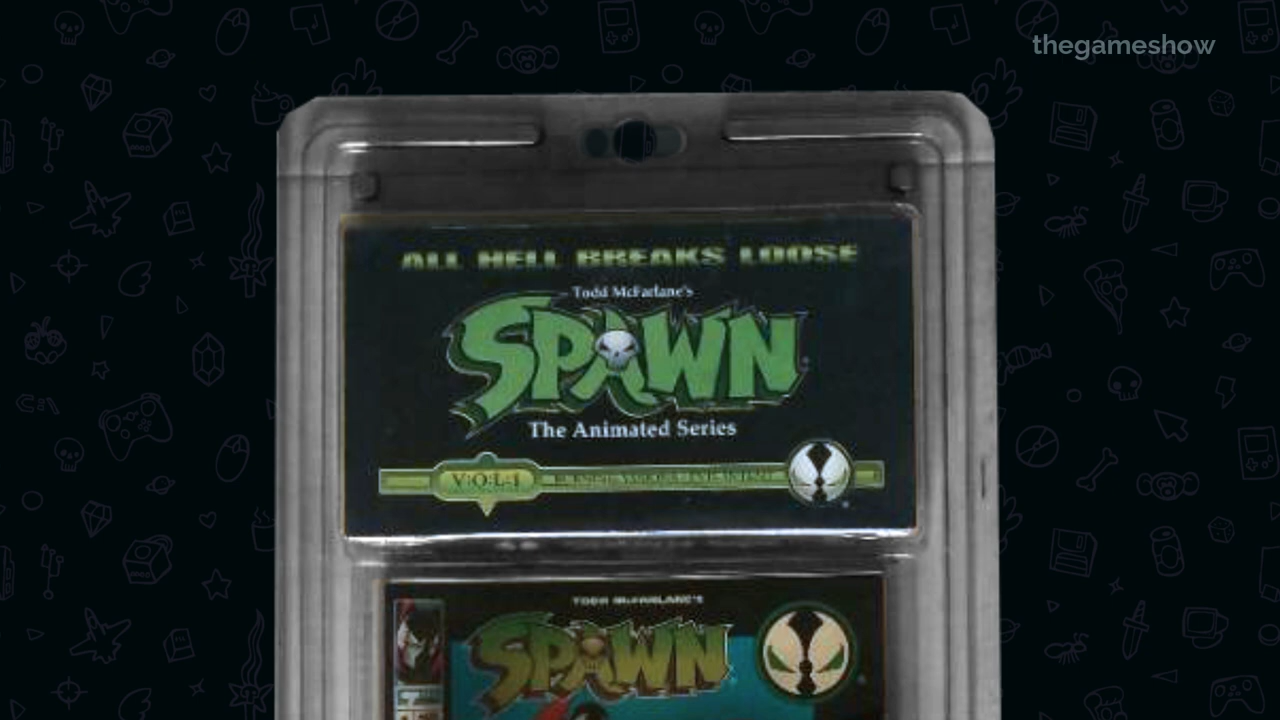 thegameshow
ALL HELL BREAKS LOOSE
Todd McFarlane's
SPAWN
The Animated Series
V:O:L·1
TODD McFARLANE'S
SPAWN